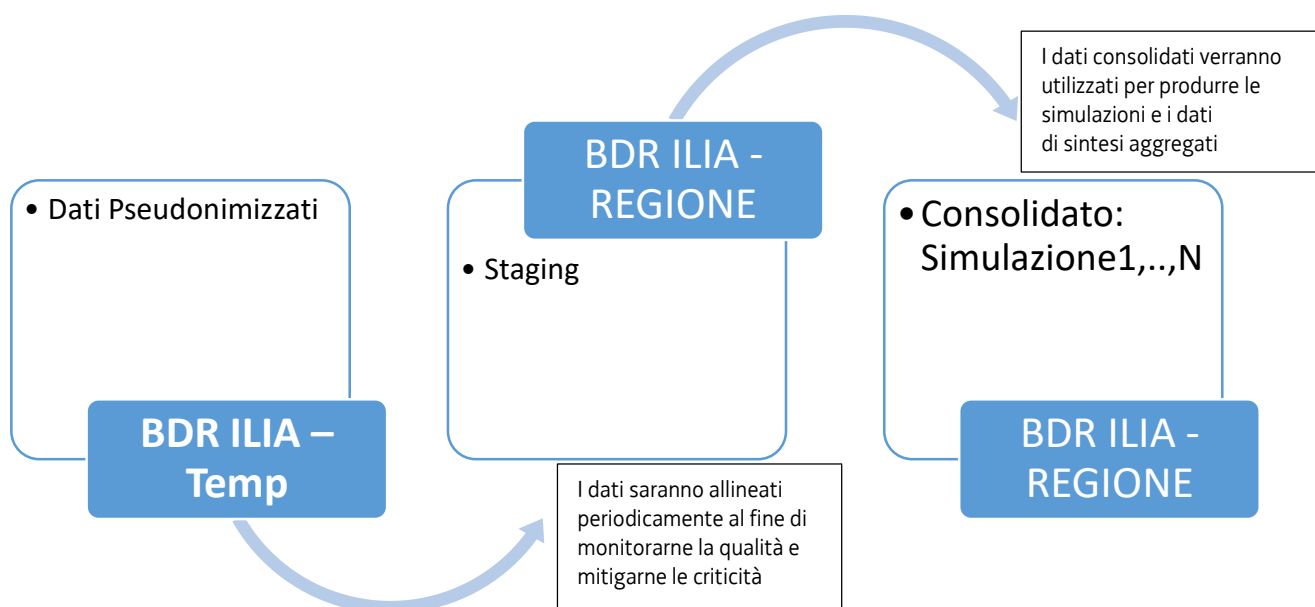 • Dati Pseudonimizzati
BDR ILIA –
Temp
BDR ILIA -
REGIONE
• Staging
I dati saranno allineati
periodicamente al fine di
monitorarne la qualità e
mitigarne le criticità
I dati consolidati verranno
utilizzati per produrre le
simulazioni e i dati
di sintesi aggregati
• Consolidato:
Simulazione1,..,N
BDR ILIA -
REGIONE